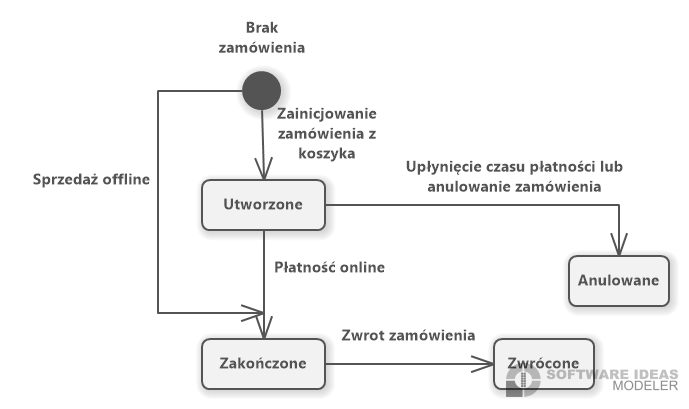 Brak
zamówienia
Zainicjowanie
zamówienia z
koszyka
Sprzedaż offline
Upłynięcie czasu płatności lub
anulowanie zamówienia
Utworzone
Płatność online
Anulowane
Zwrot zamówienia
Zakończone
Zwrócone
SOFTWARE IDEAS
MODELER